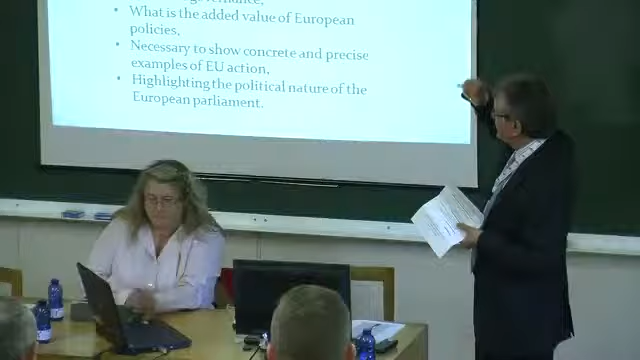 • What is the added value of European
policies,
• Necessary to show concrete and precise
examples of EU action,
• Highlighting the political nature of the
European parliament.